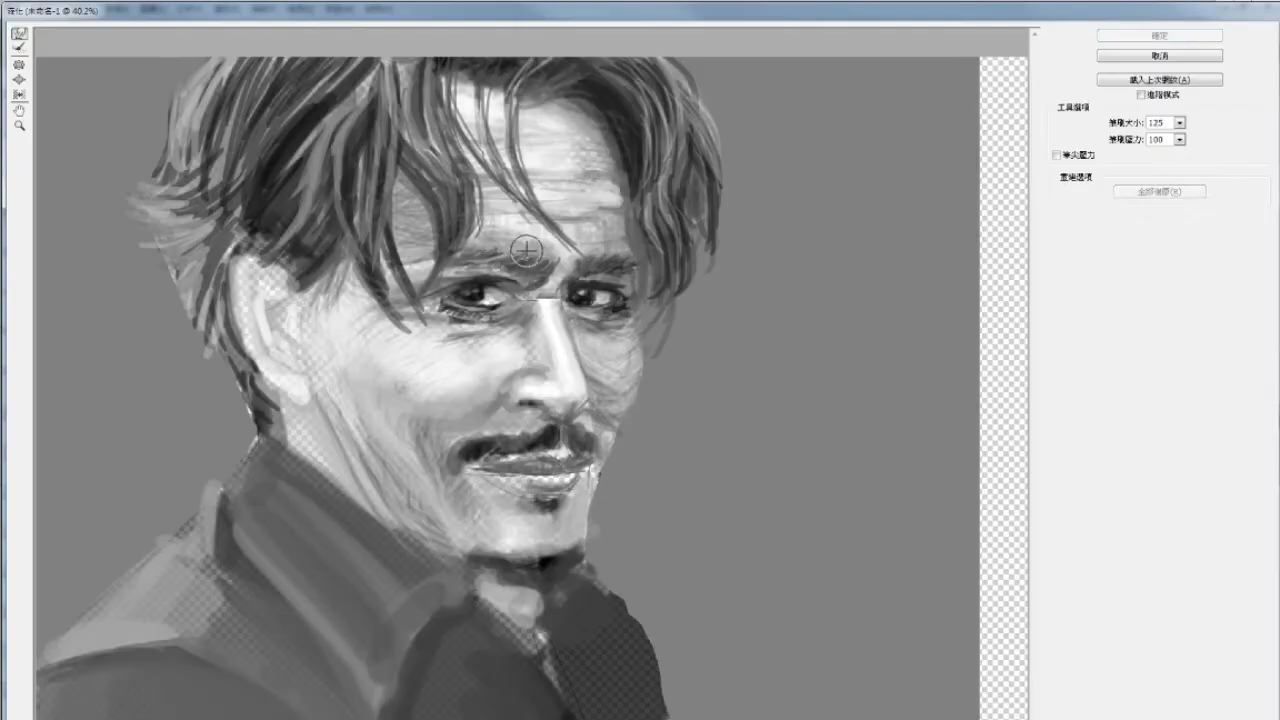 液化 (未命名-1 @ 40.2%)
確定
取消
載入上次網紋(A)
進階模式
工具選項
筆刷大小: 125
筆刷壓力: 100
筆尖壓力
重建選項
全部復原(R)